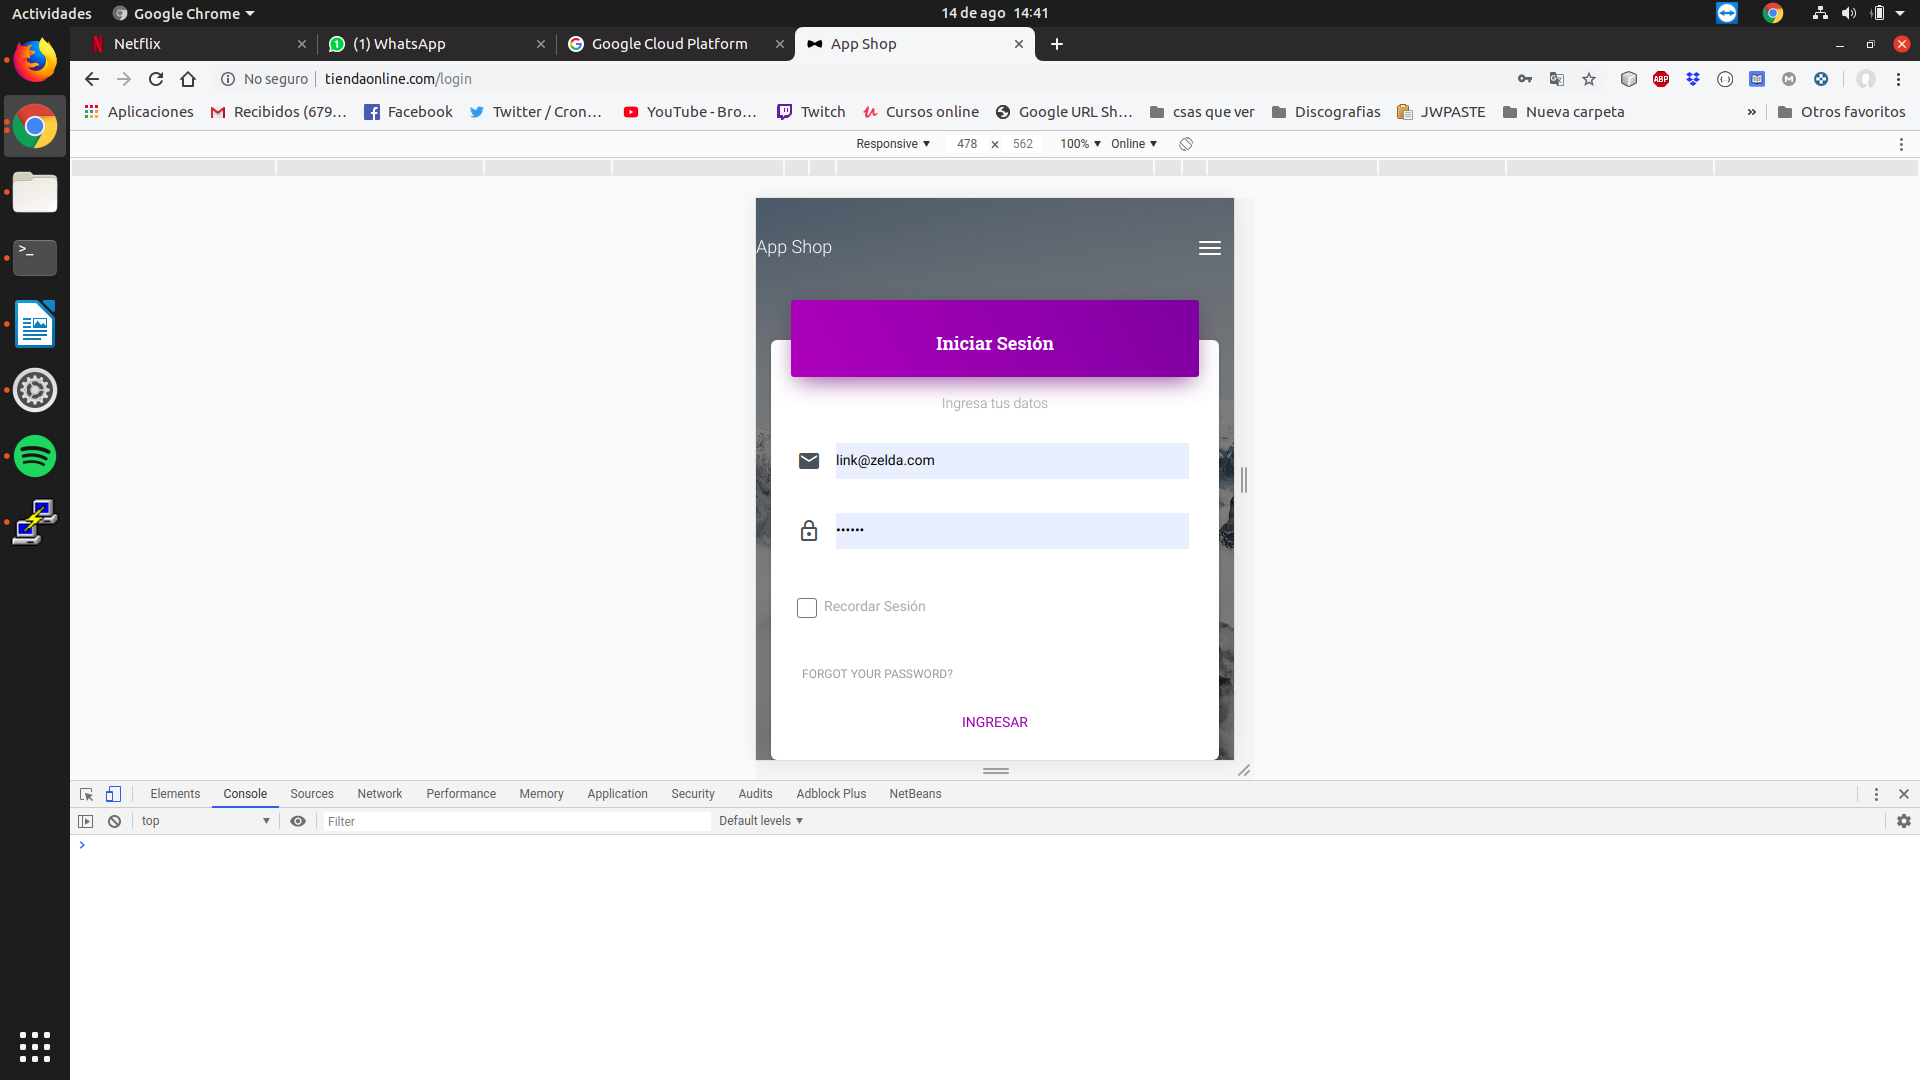 Actividades
Google Chrome
14 de ago 14:41
Netflix
(1) WhatsApp
Google Cloud Platform
App Shop
No seguro
tiendaonline.com/login
Aplicaciones
Recibidos (679...
Facebook
Twitter / Cron...
YouTube - Bro...
Twitch
Cursos online
Google URL Sh...
csas que ver
Discografias
JWPASTE
Nueva carpeta
»
Otros favoritos
Responsive
478 × 562
100%
Online
App Shop
Iniciar Sesión
Ingresa tus datos
link@zelda.com
••••••
Recordar Sesión
FORGOT YOUR PASSWORD?
INGRESAR
Elements
Console
Sources
Network
Performance
Memory
Application
Security
Audits
Adblock Plus
NetBeans
top
Filter
Default levels